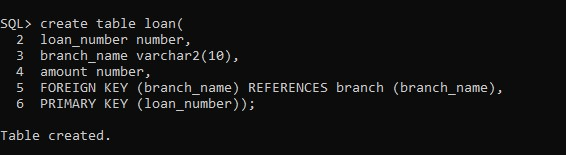 SQL> create table loan(
  2  loan_number number,
  3  branch_name varchar2(10),
  4  amount number,
  5  FOREIGN KEY (branch_name) REFERENCES branch (branch_name),
  6  PRIMARY KEY (loan_number));
Table created.